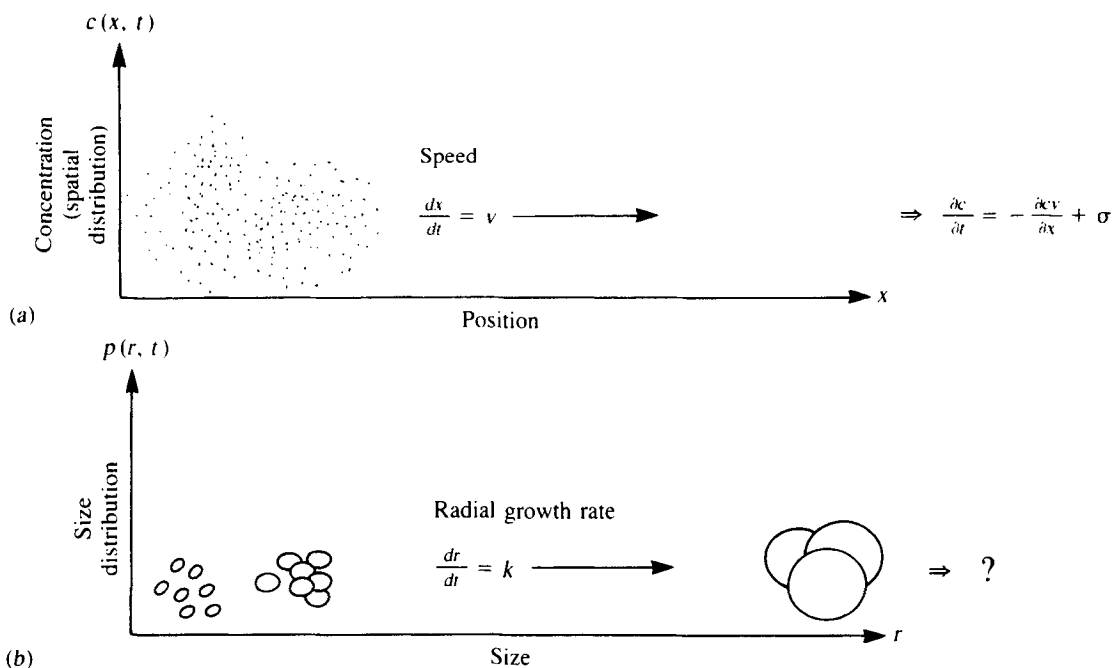 c(x, t)
Concentration
(spatial
distribution)
Speed
dx/dt = v
⇒ ∂c/∂t = − ∂cv/∂x + σ
x
Position
(a)
p(r, t)
Size
distribution
Radial growth rate
dr/dt = k
⇒ ?
r
Size
(b)